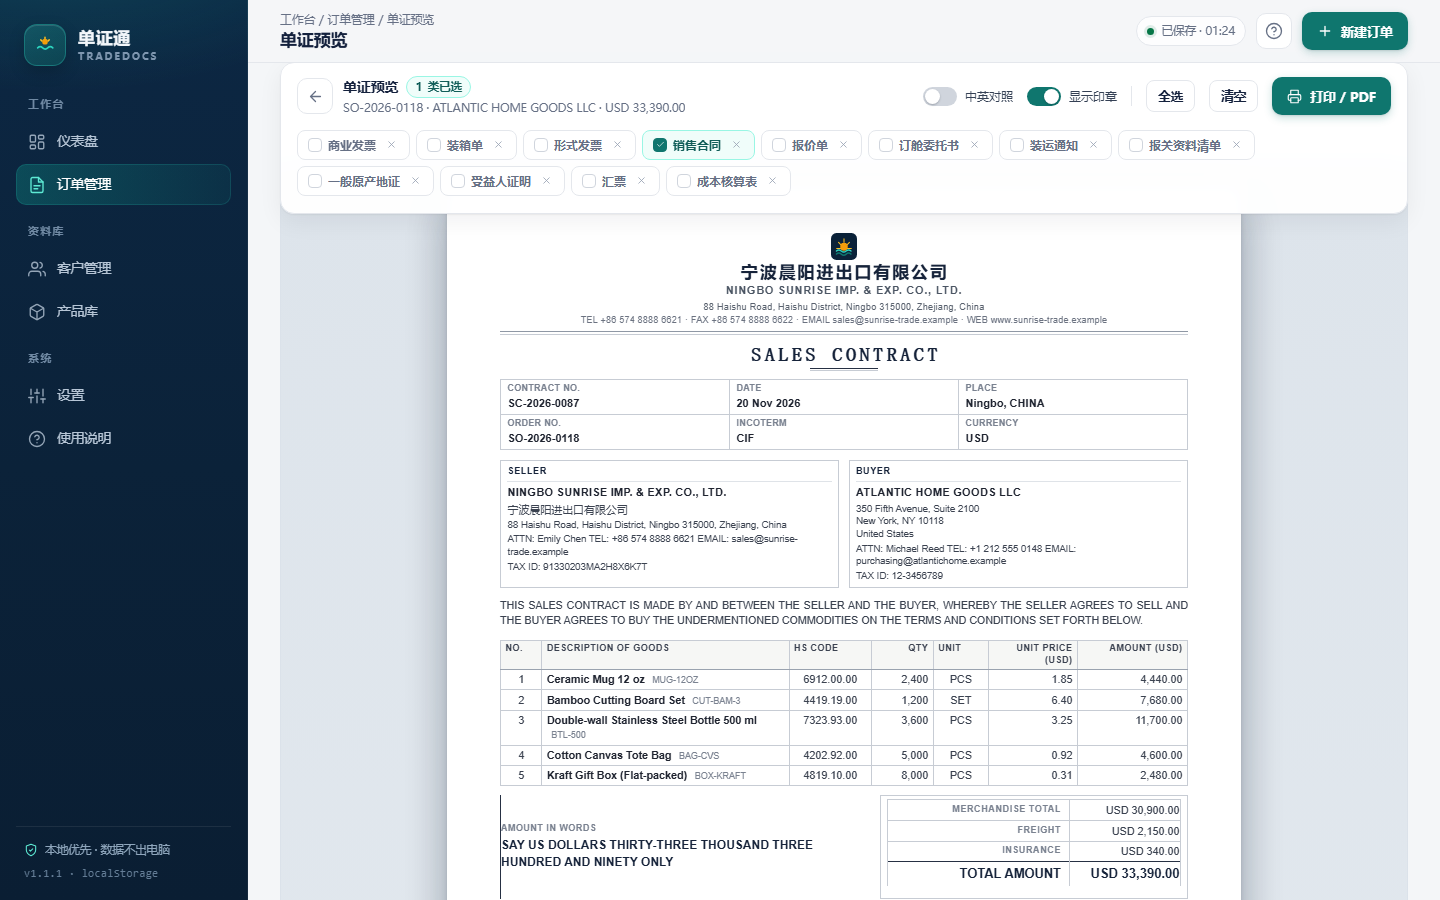 单证通
TRADEDOCS
工作台
仪表盘
订单管理
资料库
客户管理
产品库
系统
设置
使用说明
本地优先 · 数据不出电脑
v1.1.1 · localStorage
工作台 / 订单管理 / 单证预览
单证预览
已保存 · 01:24
新建订单
单证预览
1 类已选
SO-2026-0118 · ATLANTIC HOME GOODS LLC · USD 33,390.00
中英对照
显示印章
全选
清空
打印 / PDF
商业发票 ×
装箱单 ×
形式发票 ×
销售合同 ×
报价单 ×
订舱委托书 ×
装运通知 ×
报关资料清单 ×
一般原产地证 ×
受益人证明 ×
汇票 ×
成本核算表 ×
宁波晨阳进出口有限公司
NINGBO SUNRISE IMP. & EXP. CO., LTD.
88 Haishu Road, Haishu District, Ningbo 315000, Zhejiang, China
TEL +86 574 8888 6621 · FAX +86 574 8888 6622 · EMAIL sales@sunrise-trade.example · WEB www.sunrise-trade.example
SALES CONTRACT
CONTRACT NO. DATE PLACE
SC-2026-0087 20 Nov 2026 Ningbo, CHINA
ORDER NO. INCOTERM CURRENCY
SO-2026-0118 CIF USD
SELLER
NINGBO SUNRISE IMP. & EXP. CO., LTD.
宁波晨阳进出口有限公司
88 Haishu Road, Haishu District, Ningbo 315000, Zhejiang, China
ATTN: Emily Chen TEL: +86 574 8888 6621 EMAIL: sales@sunrise-
trade.example
TAX ID: 91330203MA2H8X6K7T
BUYER
ATLANTIC HOME GOODS LLC
350 Fifth Avenue, Suite 2100
New York, NY 10118
United States
ATTN: Michael Reed TEL: +1 212 555 0148 EMAIL:
purchasing@atlantichome.example
TAX ID: 12-3456789
THIS SALES CONTRACT IS MADE BY AND BETWEEN THE SELLER AND THE BUYER, WHEREBY THE SELLER AGREES TO SELL AND
THE BUYER AGREES TO BUY THE UNDERMENTIONED COMMODITIES ON THE TERMS AND CONDITIONS SET FORTH BELOW.
NO. DESCRIPTION OF GOODS HS CODE QTY UNIT UNIT PRICE (USD) AMOUNT (USD)
1 Ceramic Mug 12 oz MUG-12OZ 6912.00.00 2,400 PCS 1.85 4,440.00
2 Bamboo Cutting Board Set CUT-BAM-3 4419.19.00 1,200 SET 6.40 7,680.00
3 Double-wall Stainless Steel Bottle 500 ml BTL-500 7323.93.00 3,600 PCS 3.25 11,700.00
4 Cotton Canvas Tote Bag BAG-CVS 4202.92.00 5,000 PCS 0.92 4,600.00
5 Kraft Gift Box (Flat-packed) BOX-KRAFT 4819.10.00 8,000 PCS 0.31 2,480.00
AMOUNT IN WORDS
SAY US DOLLARS THIRTY-THREE THOUSAND THREE
HUNDRED AND NINETY ONLY
MERCHANDISE TOTAL USD 30,900.00
FREIGHT USD 2,150.00
INSURANCE USD 340.00
TOTAL AMOUNT USD 33,390.00